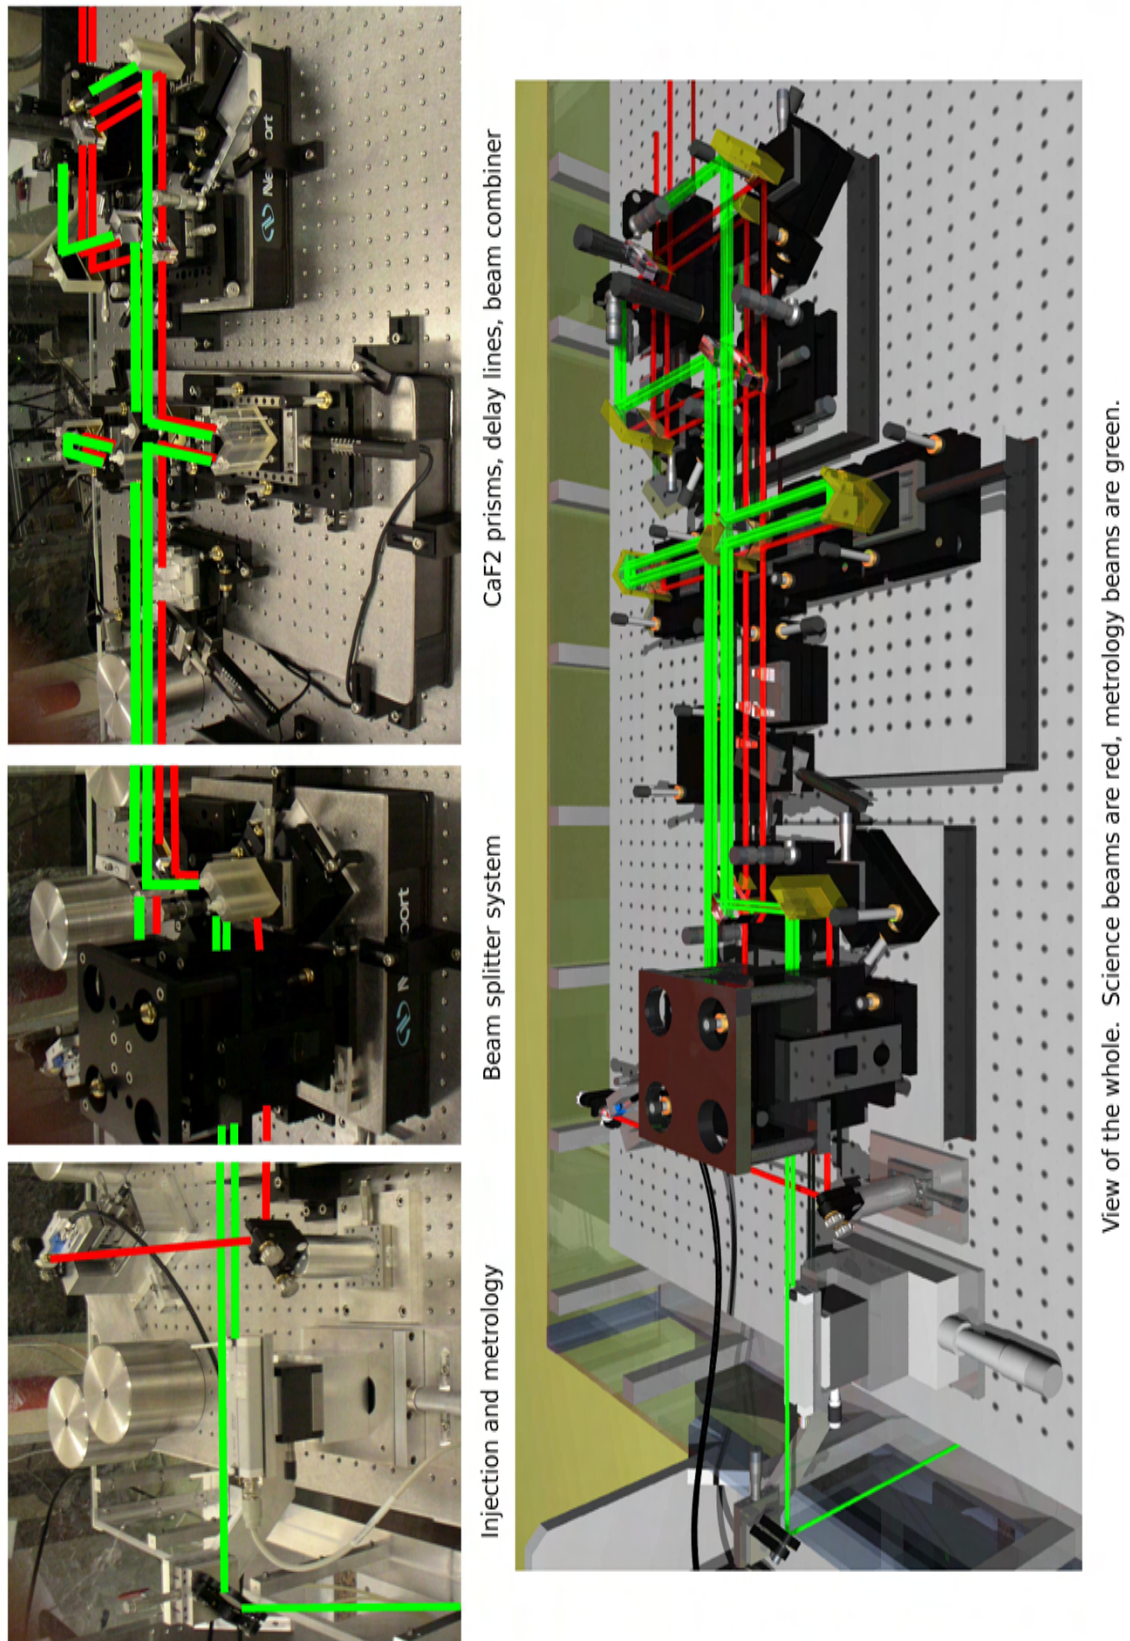 Injection and metrology
Beam splitter system
CaF2 prisms, delay lines, beam combiner
Newport
View of the whole.  Science beams are red, metrology beams are green.